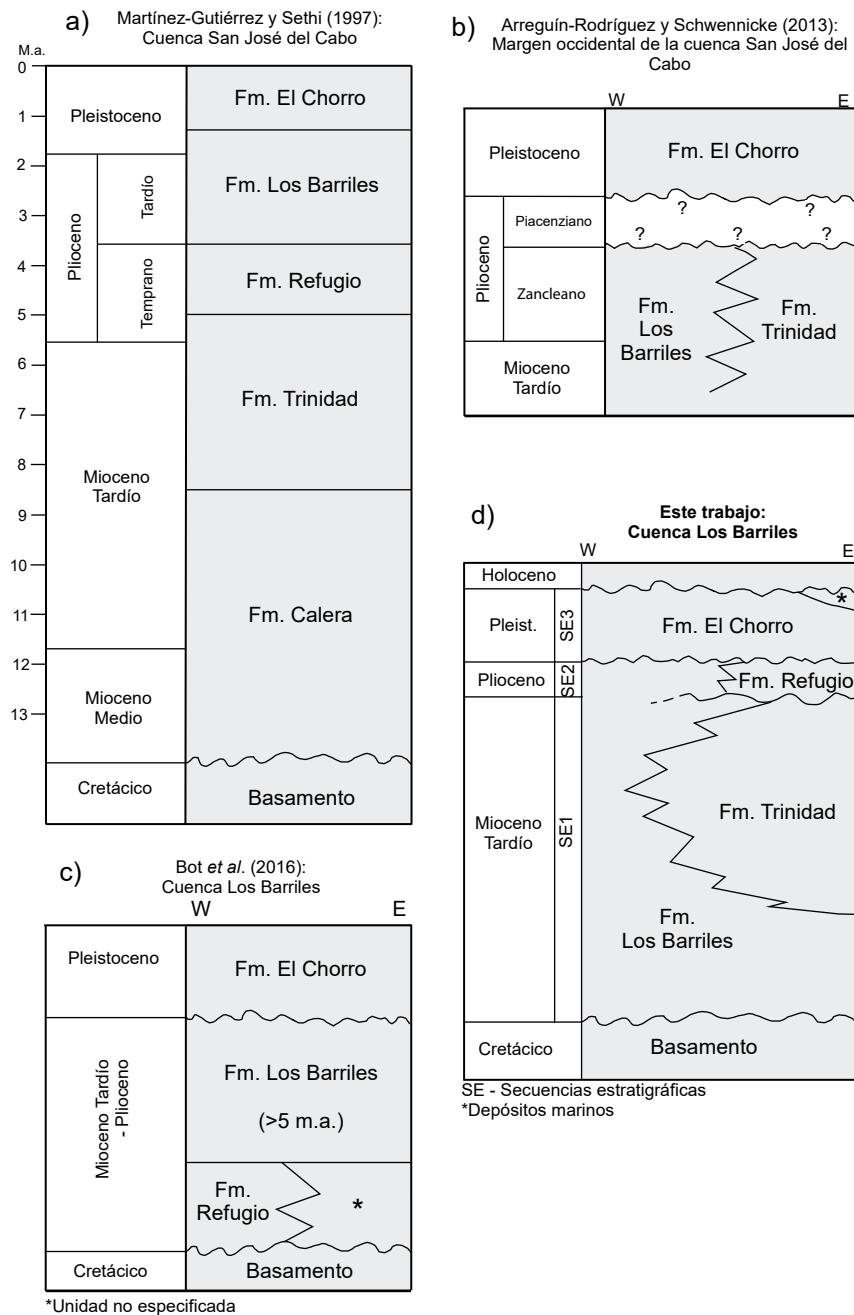 a)
Martínez-Gutiérrez y Sethi (1997):
Cuenca San José del Cabo
M.a.
0
1
2
3
4
5
6
7
8
9
10
11
12
13
Pleistoceno
Plioceno
Tardío
Temprano
Mioceno
Tardío
Mioceno
Medio
Cretácico
Fm. El Chorro
Fm. Los Barriles
Fm. Refugio
Fm. Trinidad
Fm. Calera
Basamento
b)
Arreguín-Rodríguez y Schwennicke (2013):
Margen occidental de la cuenca San José del
Cabo
W E
Pleistoceno
Plioceno
Piacenziano
Zancleano
Mioceno
Tardío
Fm. El Chorro
? ?
? ? ?
Fm.
Los
Barriles
Fm.
Trinidad
c)
Bot et al. (2016):
Cuenca Los Barriles
W E
Pleistoceno
Mioceno Tardío
- Plioceno
Cretácico
Fm. El Chorro
Fm. Los Barriles
(>5 m.a.)
Fm.
Refugio
*
Basamento
*Unidad no especificada
d)
Este trabajo:
Cuenca Los Barriles
W E
Holoceno
Pleist.
SE3
Plioceno
SE2
Mioceno
Tardío
SE1
Cretácico
*
Fm. El Chorro
Fm. Refugio
Fm. Trinidad
Fm.
Los Barriles
Basamento
SE - Secuencias estratigráficas
*Depósitos marinos